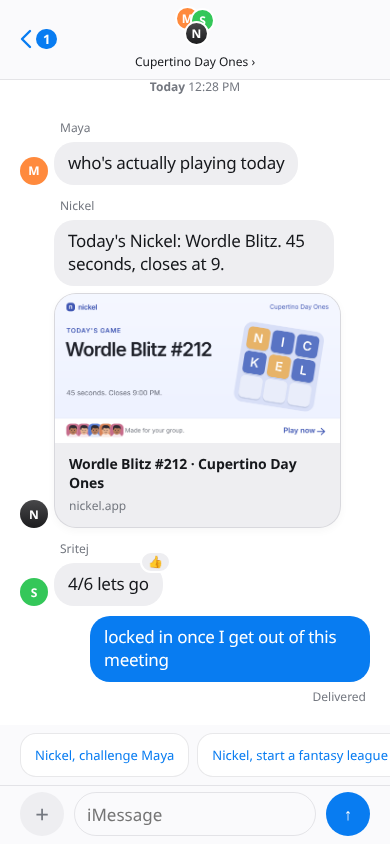 1
M
S
N
Cupertino Day Ones ›
Today 12:28 PM
Maya
M
who's actually playing today
Nickel
Today's Nickel: Wordle Blitz. 45
seconds, closes at 9.
n nickel
Cupertino Day Ones
TODAY'S GAME
Wordle Blitz #212
N I C
K E L
45 seconds. Closes 9:00 PM.
Made for your group.
Play now →
Wordle Blitz #212 · Cupertino Day
Ones
nickel.app
N
Sritej
S
4/6 lets go
locked in once I get out of this
meeting
Delivered
Nickel, challenge Maya
Nickel, start a fantasy league
+
iMessage
↑